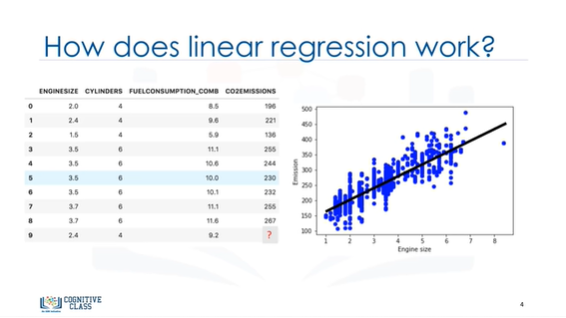 How does linear regression work?
ENGINESIZE CYLINDERS FUELCONSUMPTION_COMB CO2EMISSIONS
0 2.0 4 8.5 196
1 2.4 4 9.6 221
2 1.5 4 5.9 136
3 3.5 6 11.1 255
4 3.5 6 10.6 244
5 3.5 6 10.0 230
6 3.5 6 10.1 232
7 3.7 6 11.1 255
8 3.7 6 11.6 267
9 2.4 4 9.2 ?
500
450
400
350
300
250
200
150
100
Emission
1 2 3 4 5 6 7 8
Engine size
COGNITIVE
CLASS
4